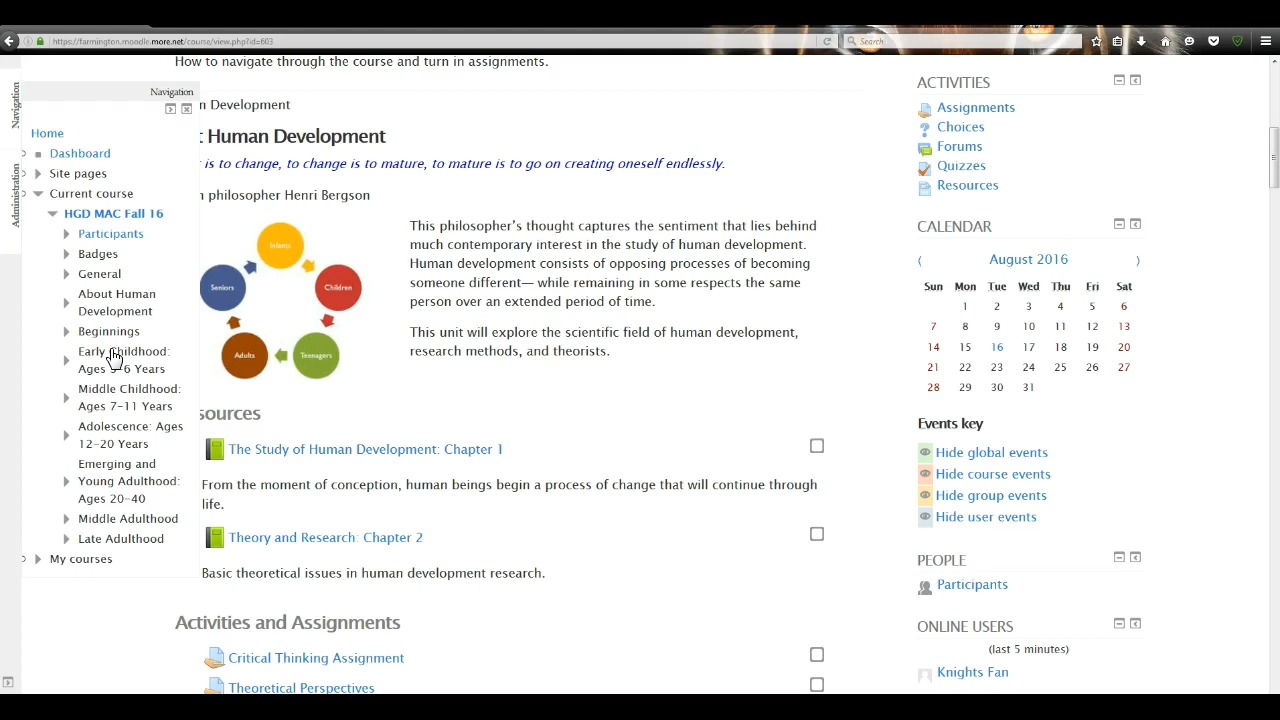 https://farmington.moodle.more.net/course/view.php?id=603
Search
How to navigate through the course and turn in assignments.
Navigation
Administration
Navigation
Home
Dashboard
Site pages
Current course
HGD MAC Fall 16
Participants
Badges
General
About Human
Development
Beginnings
Early Childhood:
Ages 3-6 Years
Middle Childhood:
Ages 7-11 Years
Adolescence: Ages
12-20 Years
Emerging and
Young Adulthood:
Ages 20-40
Middle Adulthood
Late Adulthood
My courses
n Development
t Human Development
r is to change, to change is to mature, to mature is to go on creating oneself endlessly.
h philosopher Henri Bergson
Infants
Children
Teenagers
Adults
Seniors
This philosopher's thought captures the sentiment that lies behind
much contemporary interest in the study of human development.
Human development consists of opposing processes of becoming
someone different— while remaining in some respects the same
person over an extended period of time.
This unit will explore the scientific field of human development,
research methods, and theorists.
sources
The Study of Human Development: Chapter 1
From the moment of conception, human beings begin a process of change that will continue through
life.
Theory and Research: Chapter 2
Basic theoretical issues in human development research.
Activities and Assignments
Critical Thinking Assignment
Theoretical Perspectives
ACTIVITIES
Assignments
Choices
Forums
Quizzes
Resources
CALENDAR
August 2016
Sun Mon Tue Wed Thu Fri Sat
1 2 3 4 5 6
7 8 9 10 11 12 13
14 15 16 17 18 19 20
21 22 23 24 25 26 27
28 29 30 31
Events key
Hide global events
Hide course events
Hide group events
Hide user events
PEOPLE
Participants
ONLINE USERS
(last 5 minutes)
Knights Fan